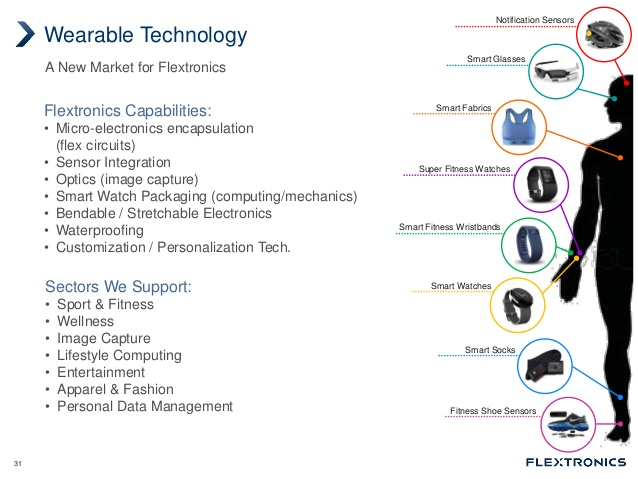 Wearable Technology
A New Market for Flextronics
Flextronics Capabilities:
• Micro-electronics encapsulation
(flex circuits)
• Sensor Integration
• Optics (image capture)
• Smart Watch Packaging (computing/mechanics)
• Bendable / Stretchable Electronics
• Waterproofing
• Customization / Personalization Tech.
Sectors We Support:
• Sport & Fitness
• Wellness
• Image Capture
• Lifestyle Computing
• Entertainment
• Apparel & Fashion
• Personal Data Management
Notification Sensors
Smart Glasses
Smart Fabrics
Super Fitness Watches
Smart Fitness Wristbands
Smart Watches
Smart Socks
Fitness Shoe Sensors
31
FLEXTRONICS